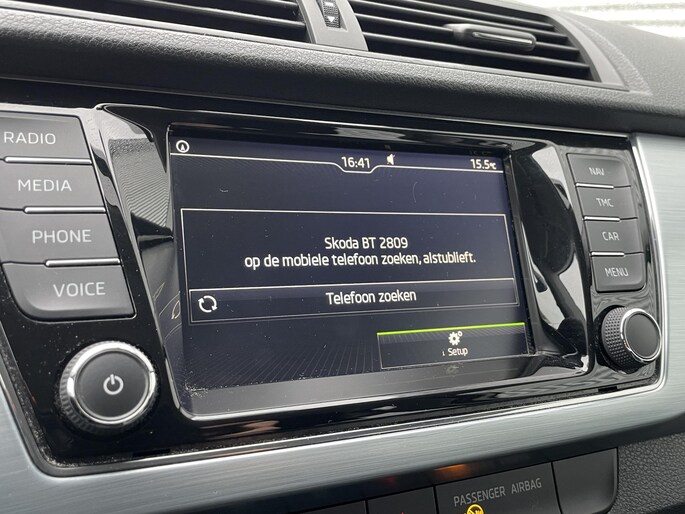 RADIO
MEDIA
PHONE
VOICE
16:41
15.5°C
Skoda BT 2809
op de mobiele telefoon zoeken, alstublieft.
Telefoon zoeken
Setup
NAV
TMC
CAR
MENU
PASSENGER AIRBAG